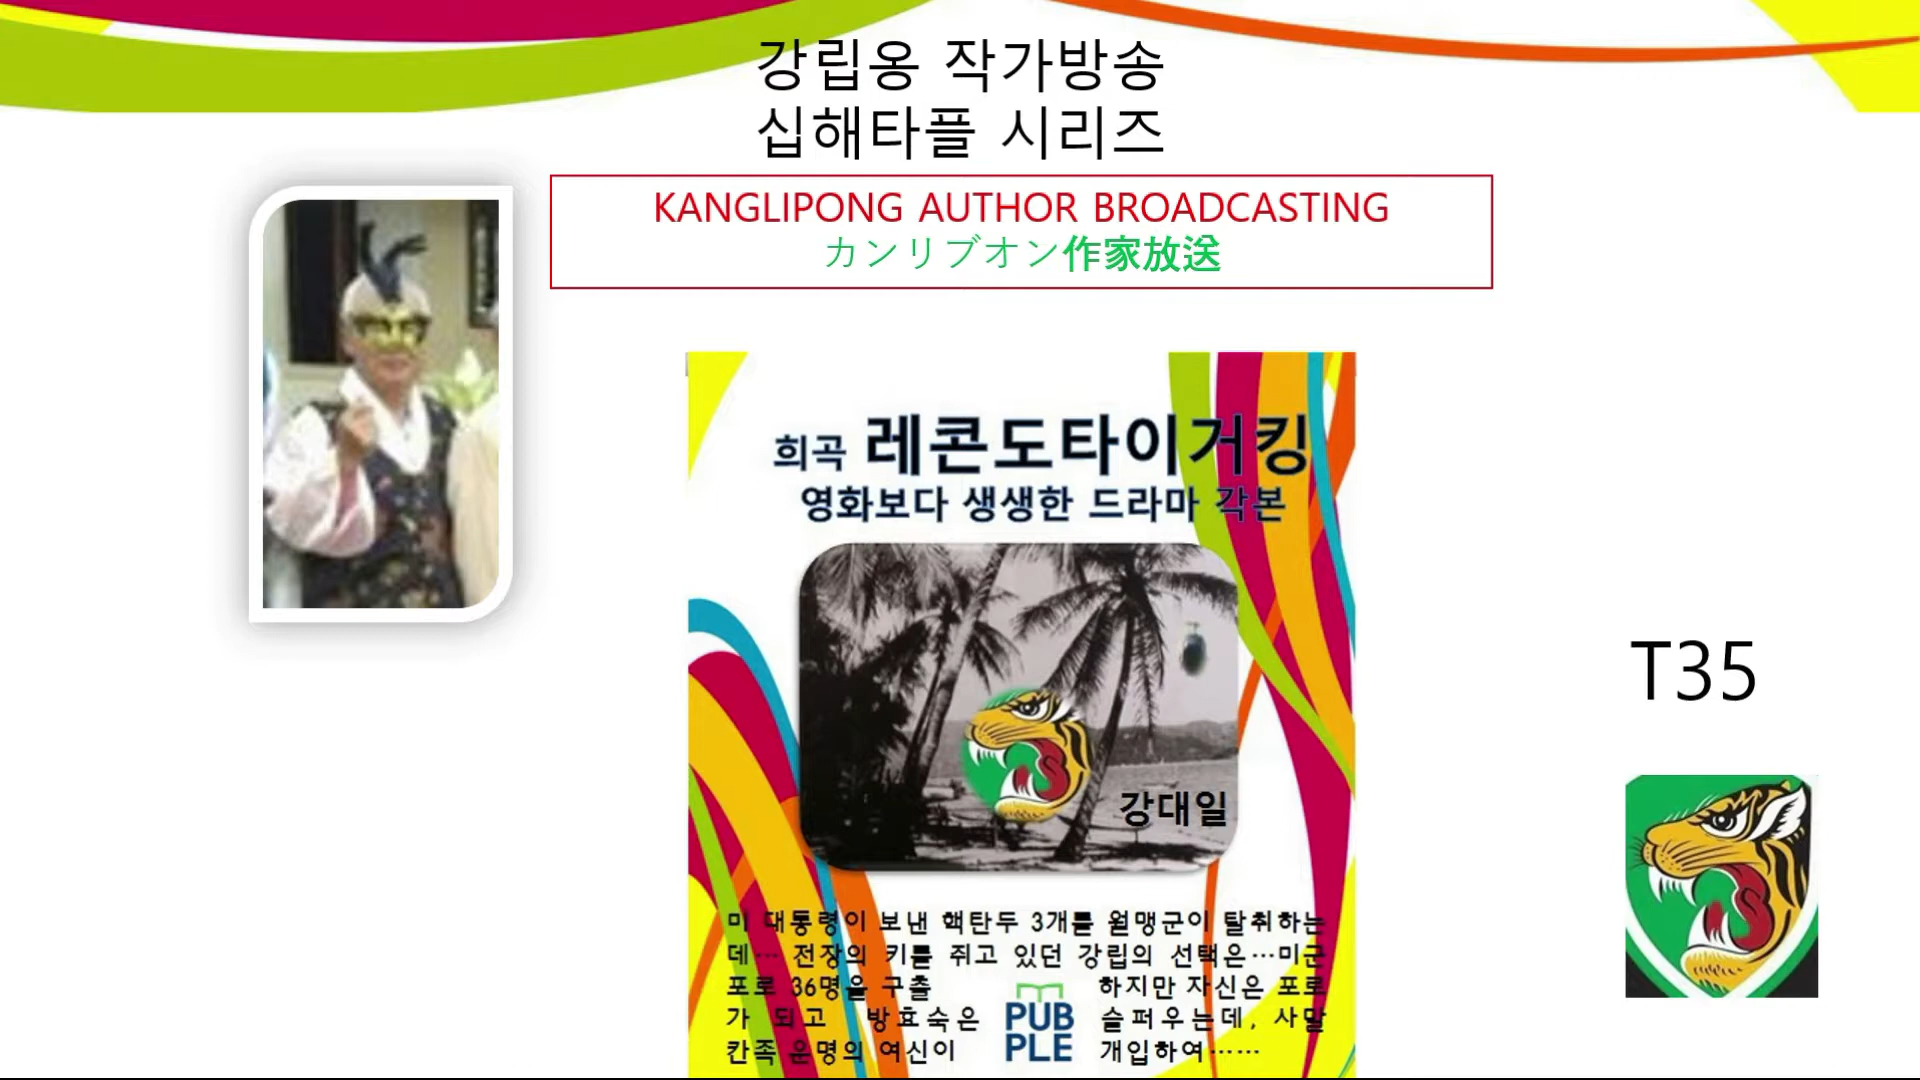 강립옹 작가방송
십해타플 시리즈
KANGLIPONG AUTHOR BROADCASTING
カンリブオン作家放送
희곡 레콘도타이거킹
영화보다 생생한 드라마 각본
강대일
T35
미 대통령이 보낸 핵탄두 3개를 월맹군이 탈취하는
데… 전장의 키를 쥐고 있던 강립의 선택은…미군
포로 36명을 구출 하지만 자신은 포로
가 되고 방효숙은 슬퍼우는데, 사말
칸족 운명의 여신이 개입하여……
PUB
PLE